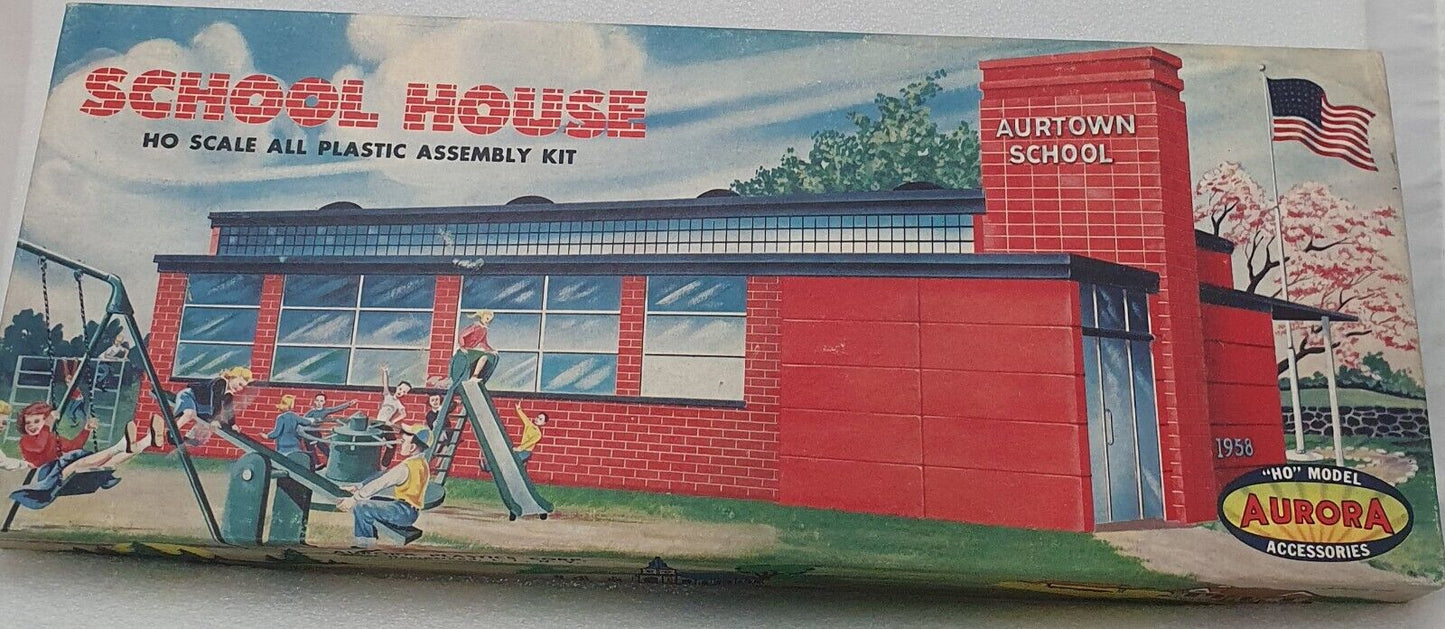 SCHOOL HOUSE
HO SCALE ALL PLASTIC ASSEMBLY KIT
AURTOWN
SCHOOL
1958
"HO" MODEL
AURORA
ACCESSORIES